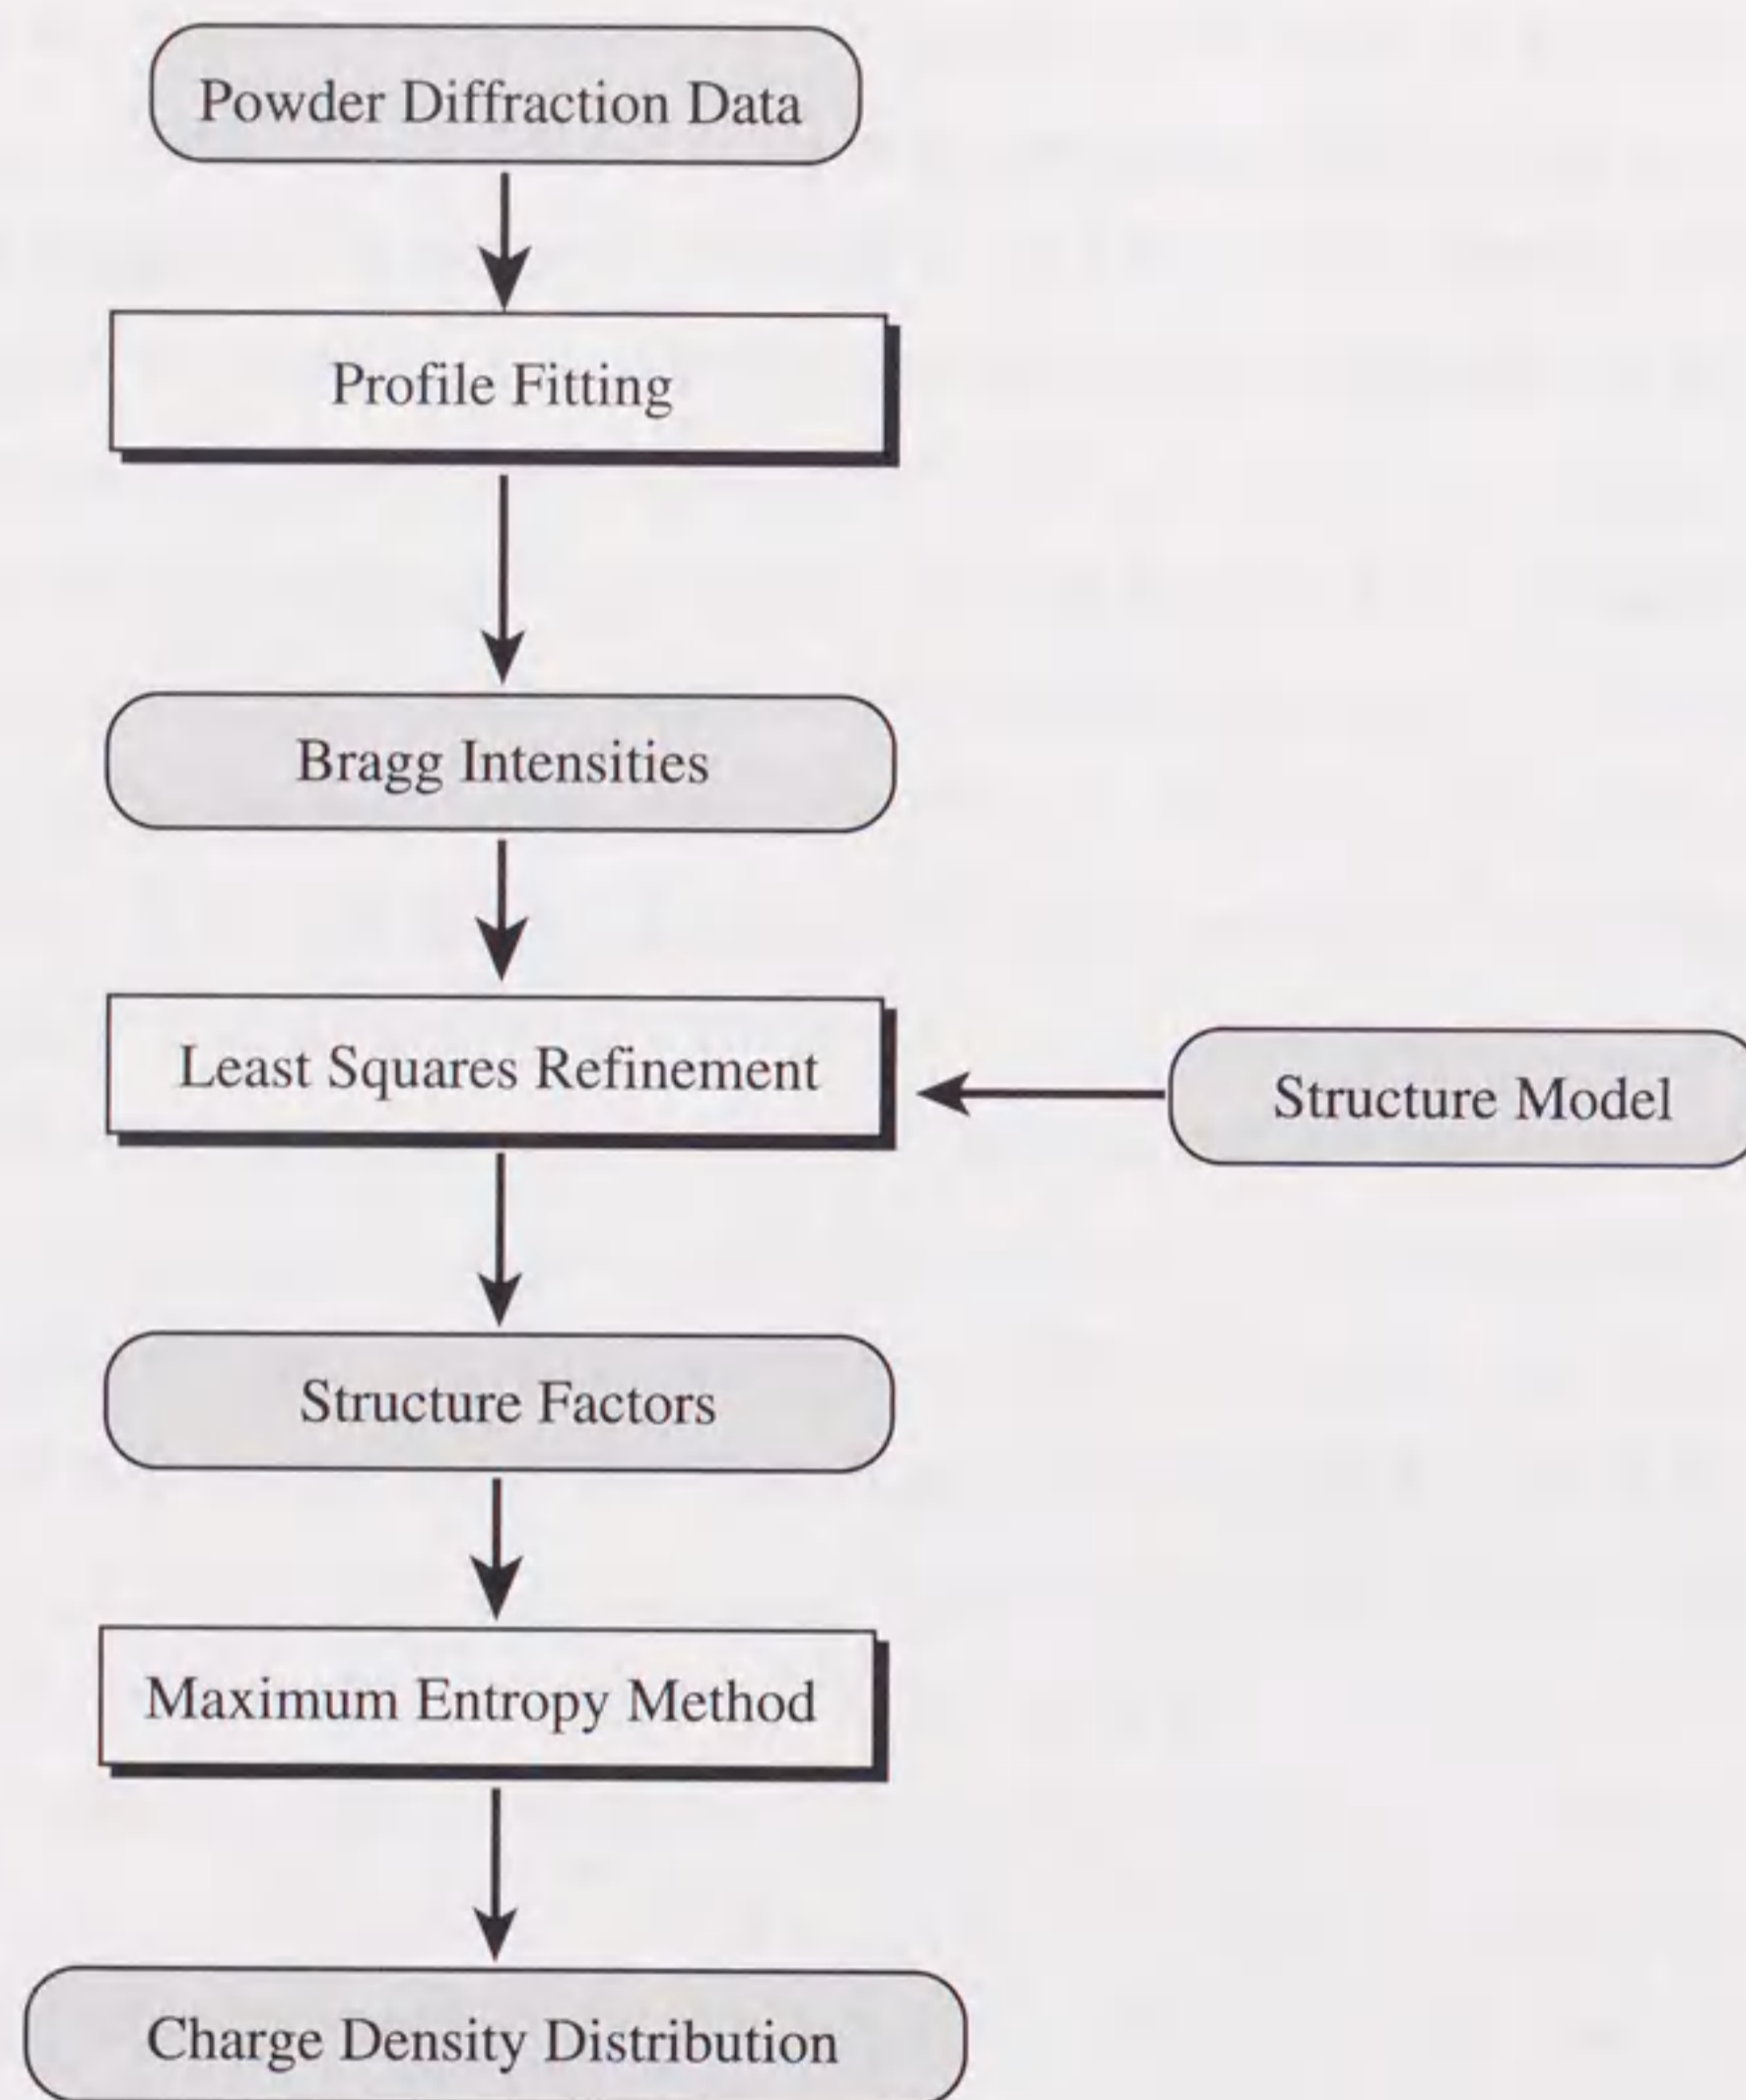 Powder Diffraction Data
Profile Fitting
Bragg Intensities
Least Squares Refinement
Structure Model
Structure Factors
Maximum Entropy Method
Charge Density Distribution